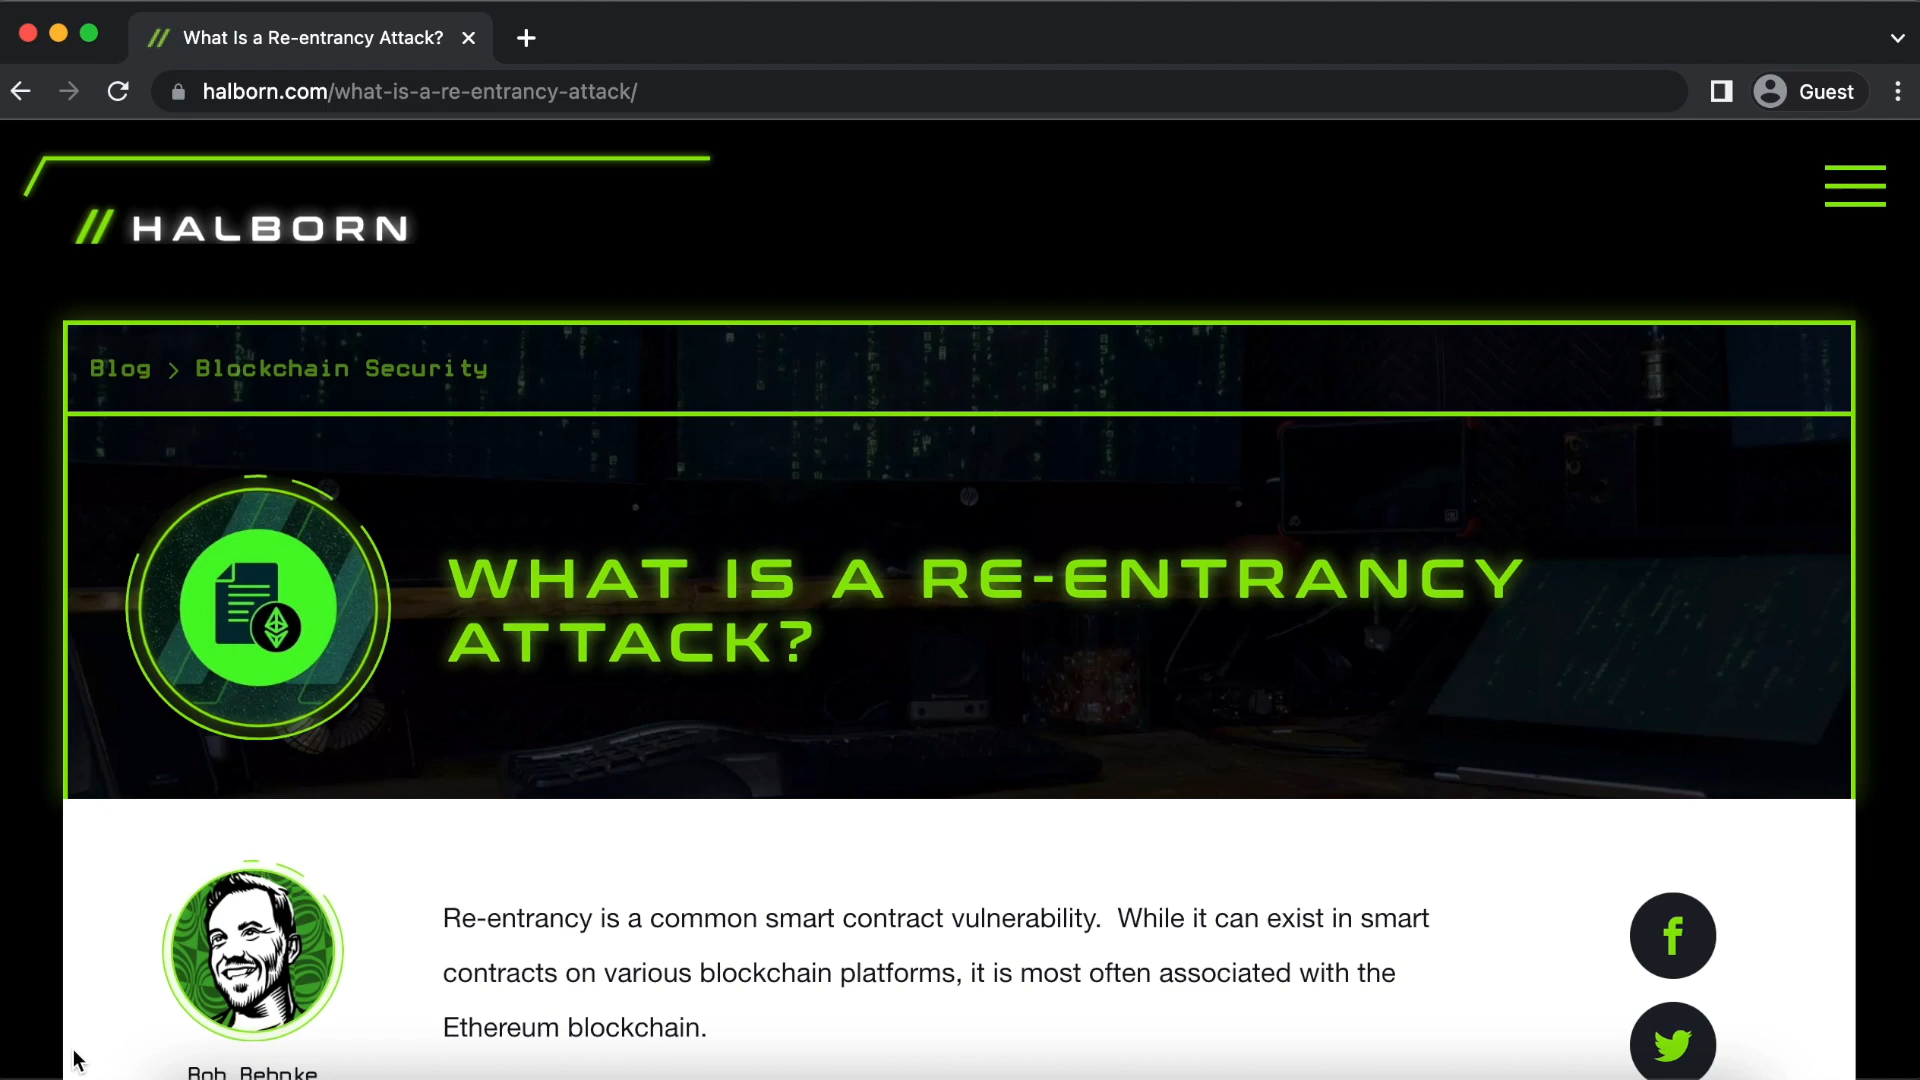 What Is a Re-entrancy Attack?
halborn.com/what-is-a-re-entrancy-attack/
Guest
// HALBORN
Blog > Blockchain Security
WHAT IS A RE-ENTRANCY
ATTACK?
Re-entrancy is a common smart contract vulnerability.  While it can exist in smart
contracts on various blockchain platforms, it is most often associated with the
Ethereum blockchain.
Rob Behnke